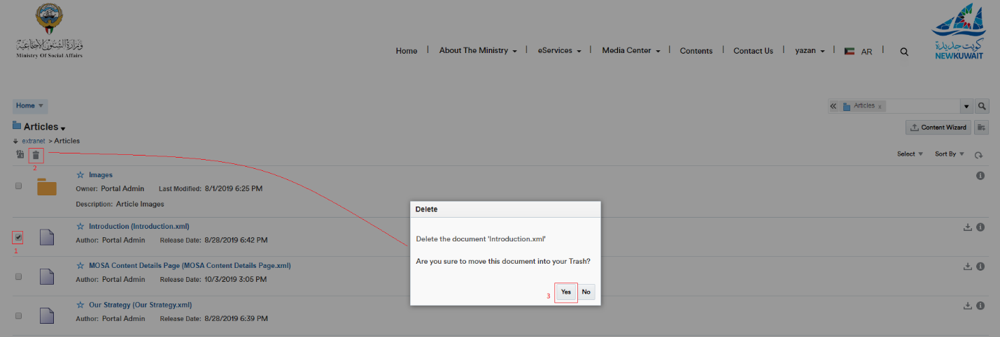 وزارة الشئون الاجتماعية
Ministry Of Social Affairs
Home
About The Ministry
eServices
Media Center
Contents
Contact Us
yazan
AR
كويت جديدة
NEWKUWAIT
Home
Articles x
Articles
Content Wizard
extranet > Articles
2
Select
Sort By
Images
Owner: Portal Admin Last Modified: 8/1/2019 6:25 PM
Description: Article Images
1
Introduction (Introduction.xml)
Author: Portal Admin Release Date: 8/28/2019 6:42 PM
MOSA Content Details Page (MOSA Content Details Page.xml)
Author: Portal Admin Release Date: 10/3/2019 3:05 PM
Our Strategy (Our Strategy.xml)
Author: Portal Admin Release Date: 8/28/2019 6:39 PM
Delete
Delete the document 'Introduction.xml'
Are you sure to move this document into your Trash?
3
Yes
No